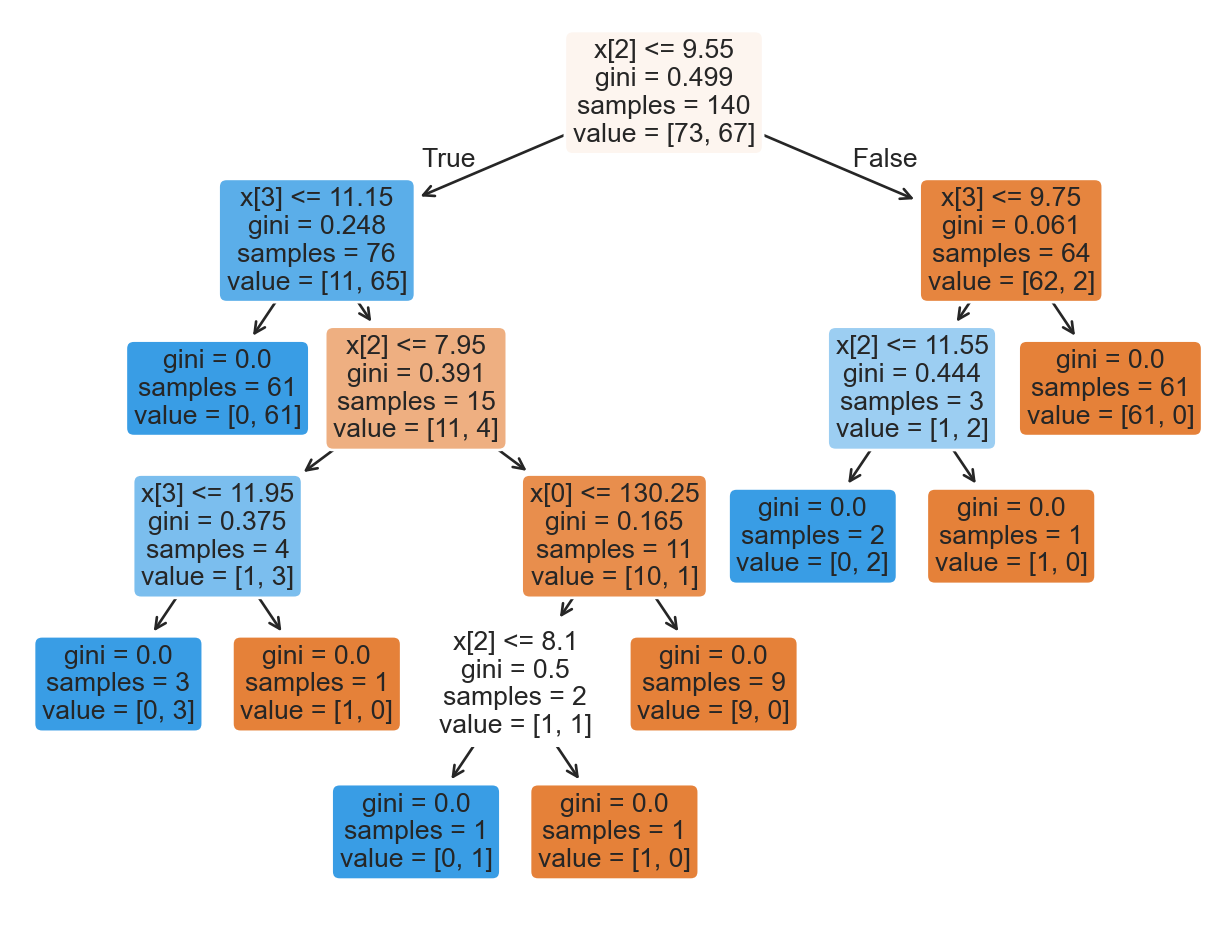 x[2] <= 9.55
gini = 0.499
samples = 140
value = [73, 67]
True
False
x[3] <= 11.15
gini = 0.248
samples = 76
value = [11, 65]
x[3] <= 9.75
gini = 0.061
samples = 64
value = [62, 2]
gini = 0.0
samples = 61
value = [0, 61]
x[2] <= 7.95
gini = 0.391
samples = 15
value = [11, 4]
x[2] <= 11.55
gini = 0.444
samples = 3
value = [1, 2]
gini = 0.0
samples = 61
value = [61, 0]
x[3] <= 11.95
gini = 0.375
samples = 4
value = [1, 3]
x[0] <= 130.25
gini = 0.165
samples = 11
value = [10, 1]
gini = 0.0
samples = 2
value = [0, 2]
gini = 0.0
samples = 1
value = [1, 0]
gini = 0.0
samples = 3
value = [0, 3]
gini = 0.0
samples = 1
value = [1, 0]
x[2] <= 8.1
gini = 0.5
samples = 2
value = [1, 1]
gini = 0.0
samples = 9
value = [9, 0]
gini = 0.0
samples = 1
value = [0, 1]
gini = 0.0
samples = 1
value = [1, 0]